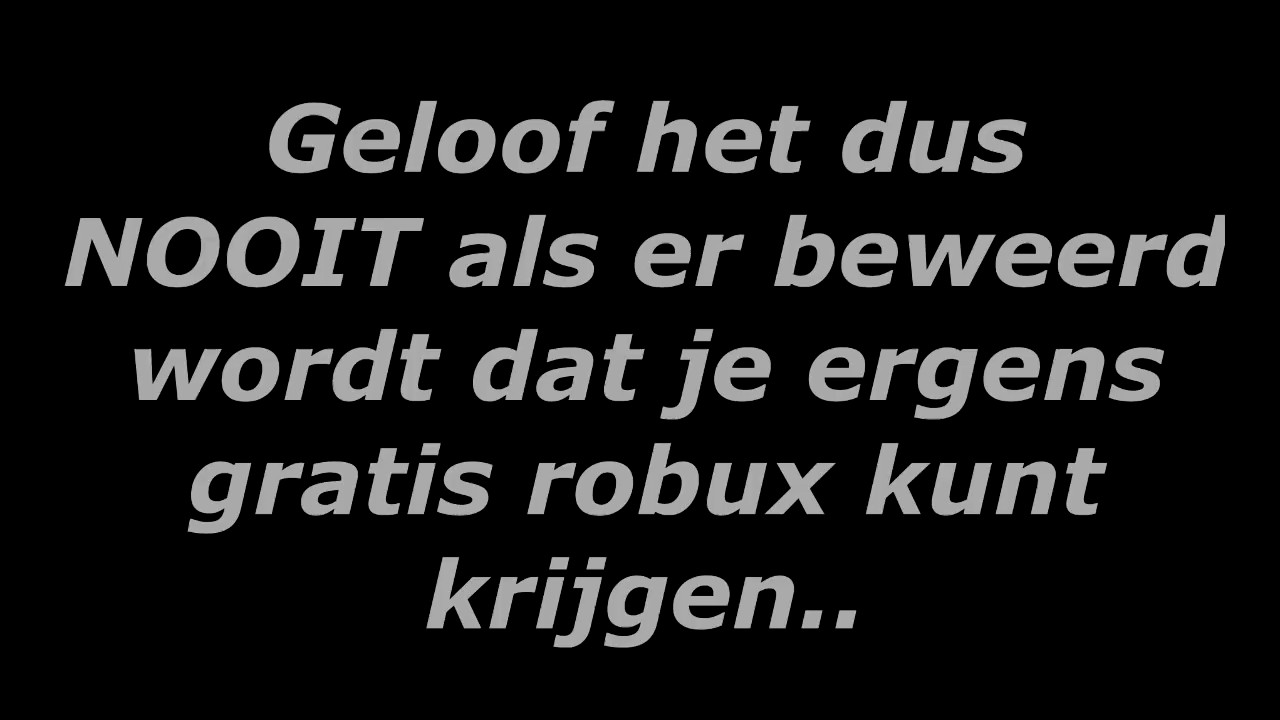 Geloof het dus
NOOIT als er beweerd
wordt dat je ergens
gratis robux kunt
krijgen..